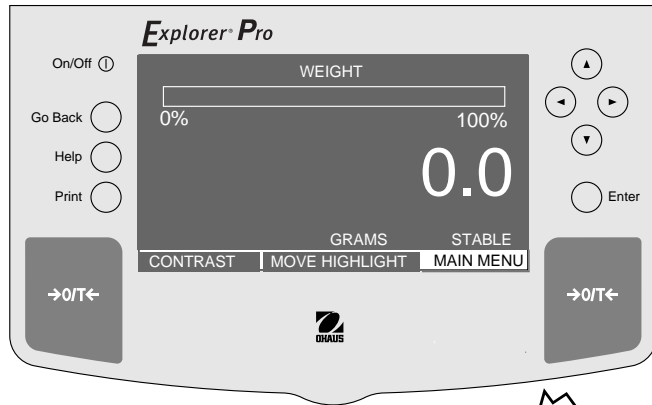 Explorer® Pro
On/Off
Go Back
Help
Print
WEIGHT
0% 100%
0.0
GRAMS STABLE
CONTRAST MOVE HIGHLIGHT MAIN MENU
Enter
→0/T← →0/T←
OHAUS